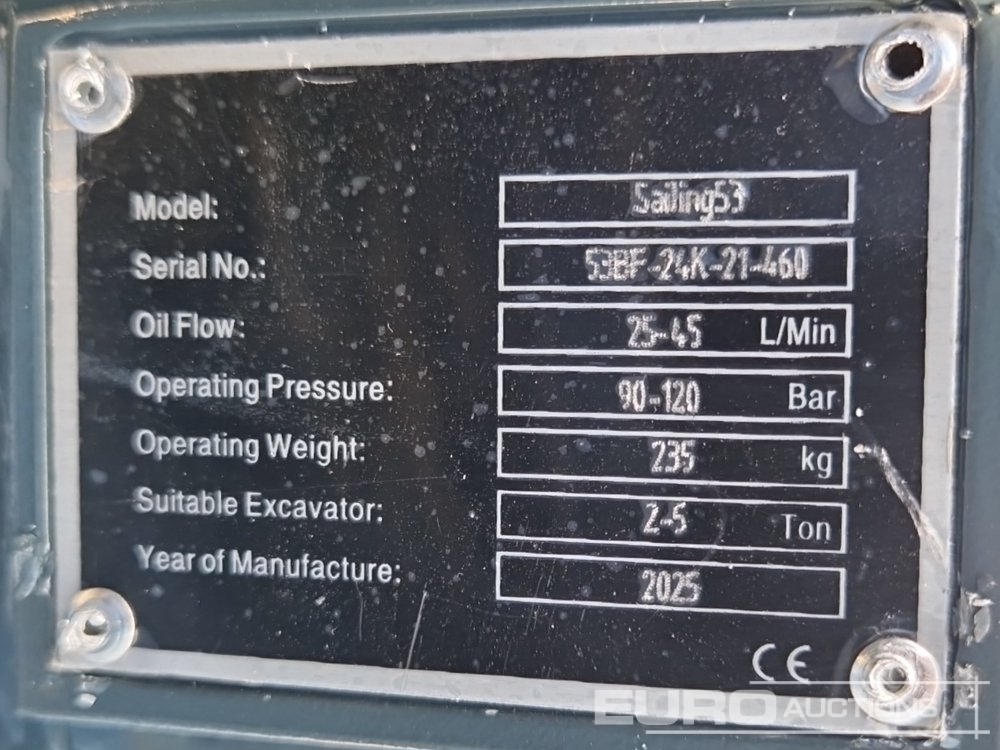 Model: Sailing53
Serial No.: 53BF-24K-21-460
Oil Flow: 25-45 L/Min
Operating Pressure: 90-120 Bar
Operating Weight: 235 kg
Suitable Excavator: 2-5 Ton
Year of Manufacture: 2025
CE
EURO AUCTIONS